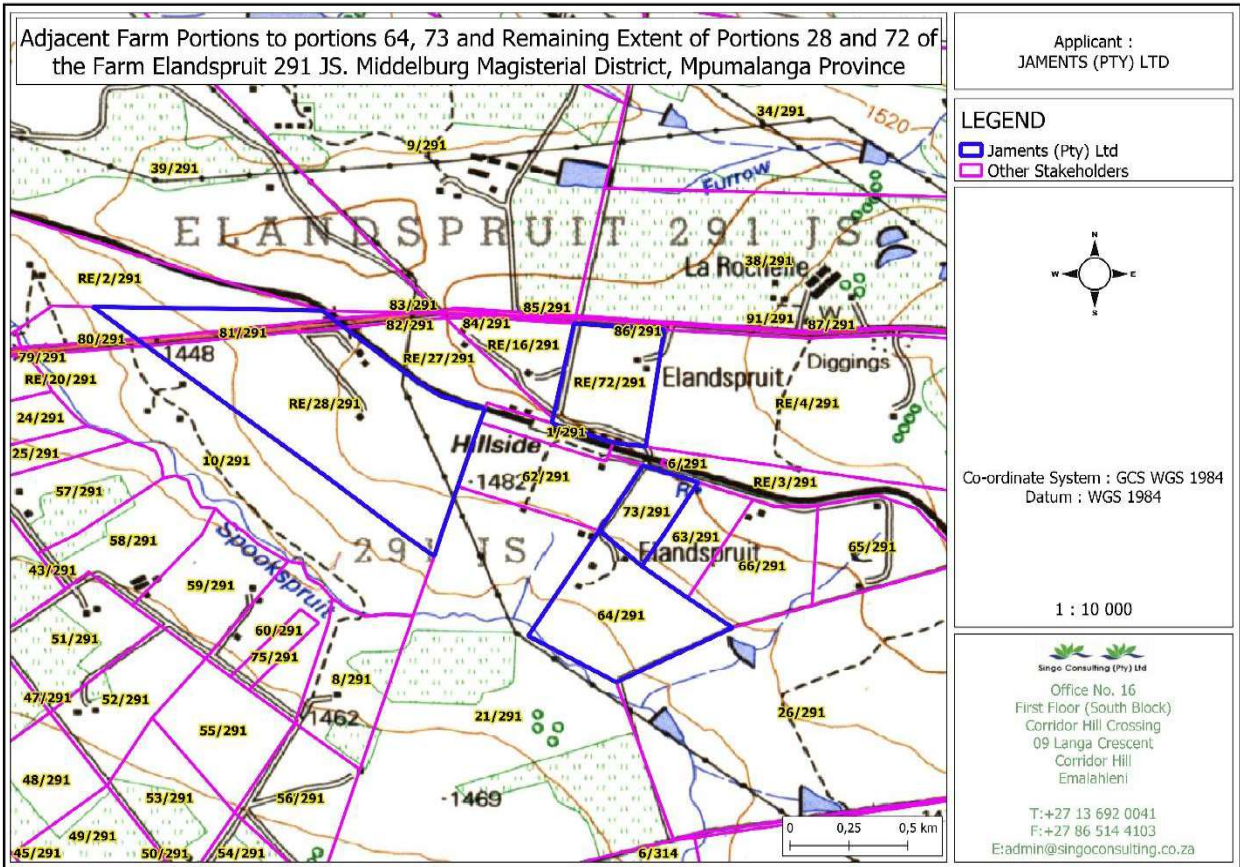 Adjacent Farm Portions to portions 64, 73 and Remaining Extent of Portions 28 and 72 of
the Farm Elandspruit 291 JS. Middelburg Magisterial District, Mpumalanga Province
34/291
1520
9/291
39/291
Furrow
ELANDSPRUIT 291 JS
38/291
La Rochelle
RE/2/291
83/291
85/291
91/291
87/291
W
82/291
84/291
86/291
81/291
80/291
79/291
1448
RE/27/291
RE/16/291
Diggings
RE/20/291
RE/72/291
Elandspruit
RE/28/291
RE/4/291
24/291
1/291
25/291
Hillside
10/291
6/291
·1482
62/291
RE/3/291
57/291
R
73/291
58/291
Spookspruit
63/291
291 JS
Elandspruit
65/291
66/291
43/291
59/291
64/291
60/291
51/291
75/291
8/291
47/291
52/291
21/291
26/291
1462
55/291
48/291
53/291
56/291
·1469
49/291
45/291
50/291
54/291
6/314
0 0,25 0,5 km
Applicant :
JAMENTS (PTY) LTD
LEGEND
Jaments (Pty) Ltd
Other Stakeholders
N
W E
S
Co-ordinate System : GCS WGS 1984
Datum : WGS 1984
1 : 10 000
Singo Consulting (Pty) Ltd
Office No. 16
First Floor (South Block)
Corridor Hill Crossing
09 Langa Crescent
Corridor Hill
Emalahleni
T:+27 13 692 0041
F:+27 86 514 4103
E:admin@singoconsulting.co.za